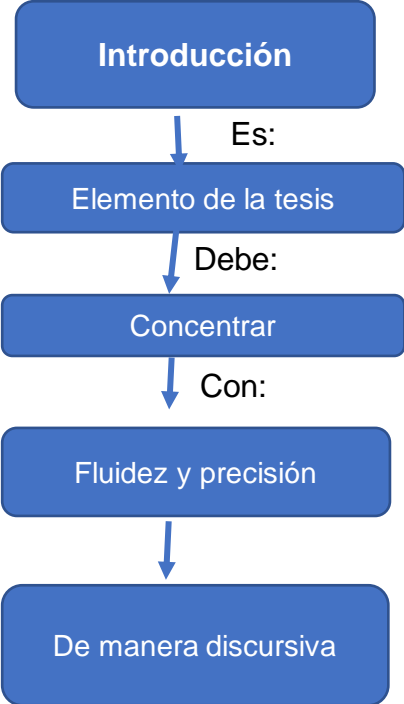 Introducción
Es:
Elemento de la tesis
Debe:
Concentrar
Con:
Fluidez y precisión
De manera discursiva